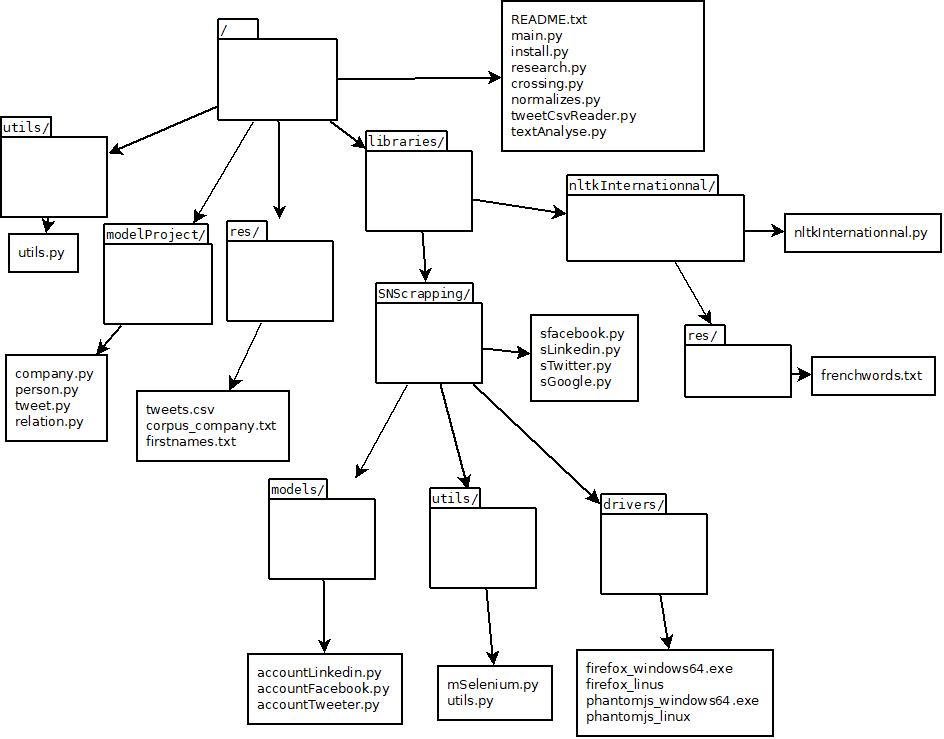 /
README.txt
main.py
install.py
research.py
crossing.py
normalizes.py
tweetCsvReader.py
textAnalyse.py
utils/
libraries/
nltkInternationnal/
utils.py
modelProject/
res/
nltkInternationnal.py
SNScrapping/
sfacebook.py
sLinkedin.py
sTwitter.py
sGoogle.py
res/
frenchwords.txt
company.py
person.py
tweet.py
relation.py
tweets.csv
corpus_company.txt
firstnames.txt
models/
utils/
drivers/
accountLinkedin.py
accountFacebook.py
accountTweeter.py
mSelenium.py
utils.py
firefox_windows64.exe
firefox_linus
phantomjs_windows64.exe
phantomjs_linux